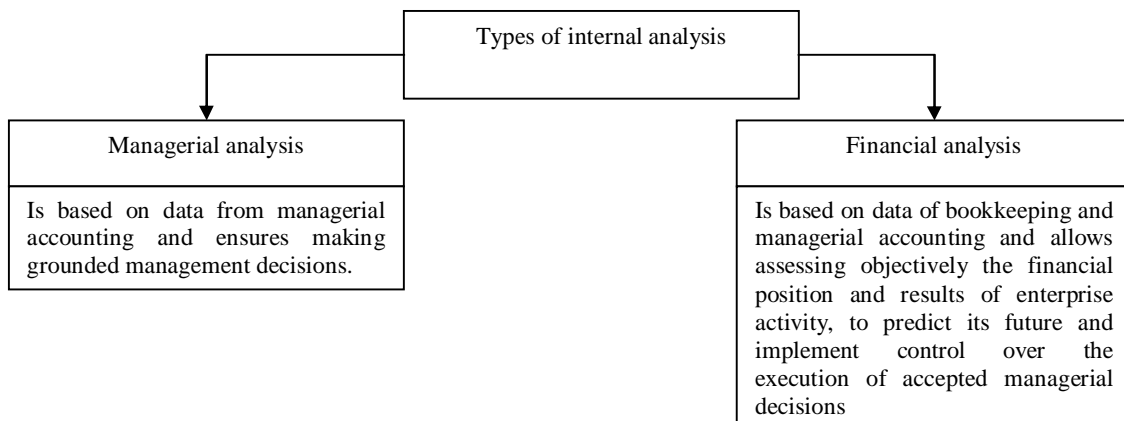 Types of internal analysis
Managerial analysis
Is based on data from managerial
accounting and ensures making
grounded management decisions.
Financial analysis
Is based on data of bookkeeping and
managerial accounting and allows
assessing objectively the financial
position and results of enterprise
activity, to predict its future and
implement control over the
execution of accepted managerial
decisions